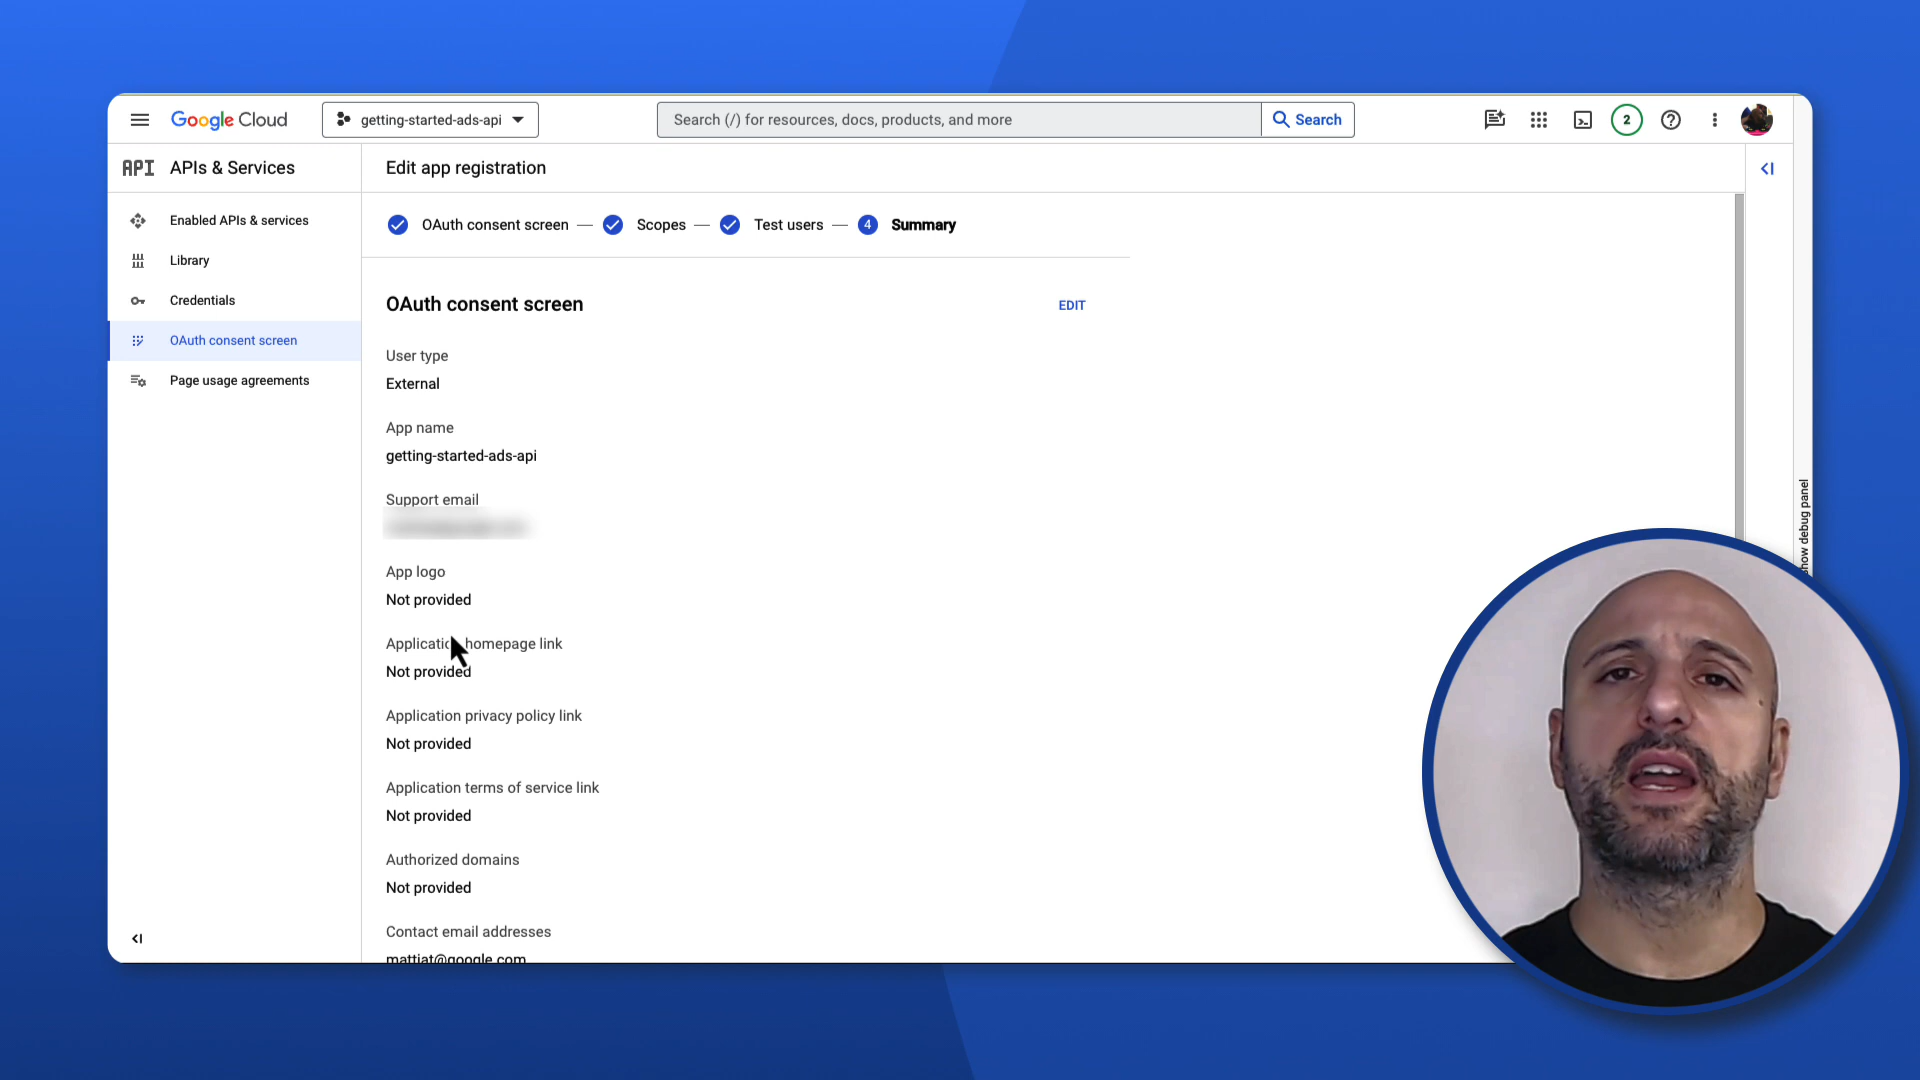 Google Cloud
getting-started-ads-api
Search (/) for resources, docs, products, and more
Search
2
API APIs & Services
Edit app registration
Enabled APIs & services
Library
Credentials
OAuth consent screen
Page usage agreements
OAuth consent screen — Scopes — Test users — 4 Summary
OAuth consent screen
EDIT
User type
External
App name
getting-started-ads-api
Support email
App logo
Not provided
Application homepage link
Not provided
Application privacy policy link
Not provided
Application terms of service link
Not provided
Authorized domains
Not provided
Contact email addresses
mattiat@google.com
how debug panel